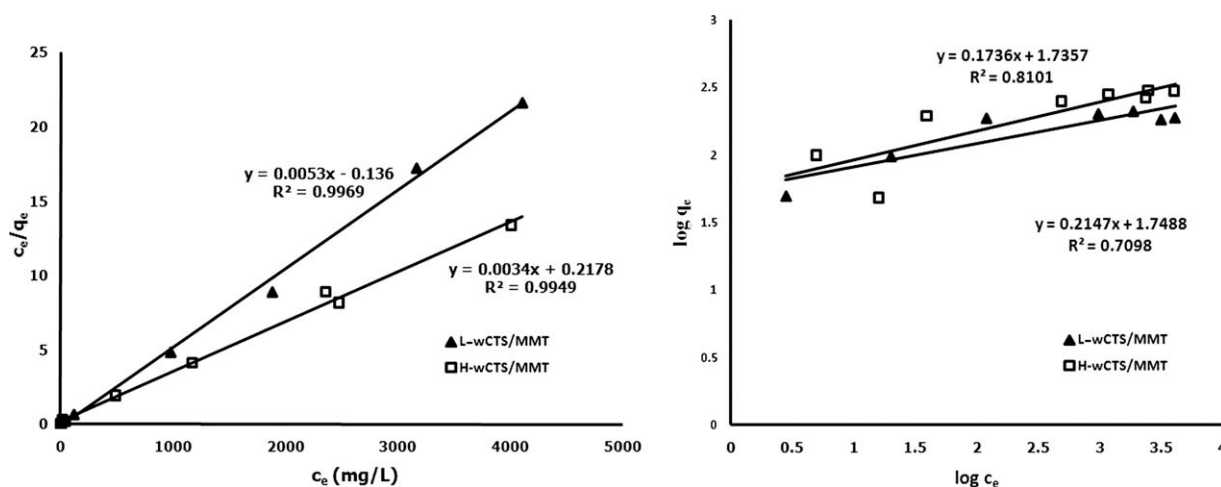 25
20
15
10
5
0
c_e/q_e
y = 0.0053x - 0.136
R² = 0.9969
y = 0.0034x + 0.2178
R² = 0.9949
L-wCTS/MMT
H-wCTS/MMT
0 1000 2000 3000 4000 5000
c_e (mg/L)
3
2.5
2
1.5
1
0.5
0
log q_e
y = 0.1736x + 1.7357
R² = 0.8101
y = 0.2147x + 1.7488
R² = 0.7098
L-wCTS/MMT
H-wCTS/MMT
0 0.5 1 1.5 2 2.5 3 3.5 4
log c_e